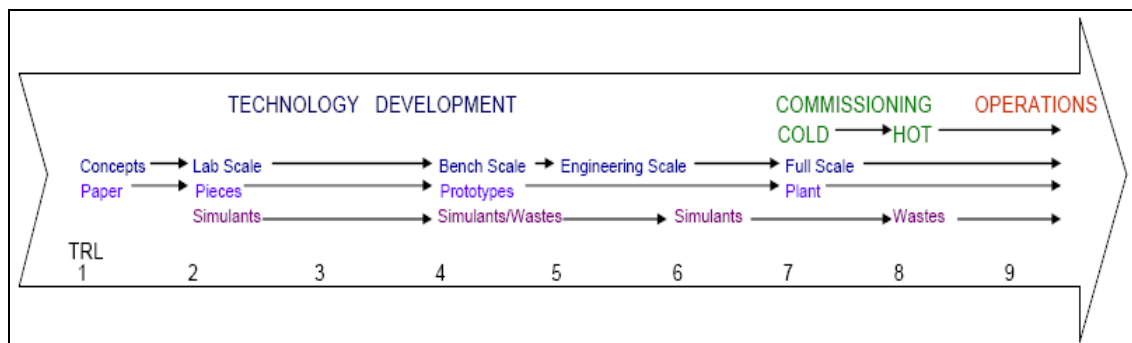 TECHNOLOGY DEVELOPMENT COMMISSIONING OPERATIONS
COLD HOT
Concepts Lab Scale Bench Scale Engineering Scale Full Scale
Paper Pieces Prototypes Plant
Simulants Simulants/Wastes Simulants Wastes
TRL
1 2 3 4 5 6 7 8 9